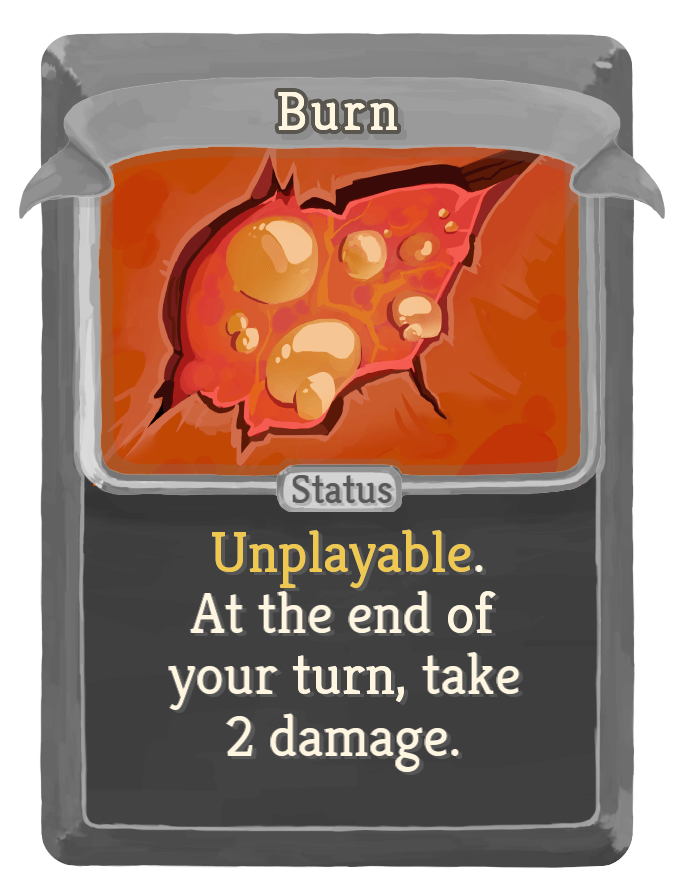 Burn
Status
Unplayable.
At the end of
your turn, take
2 damage.